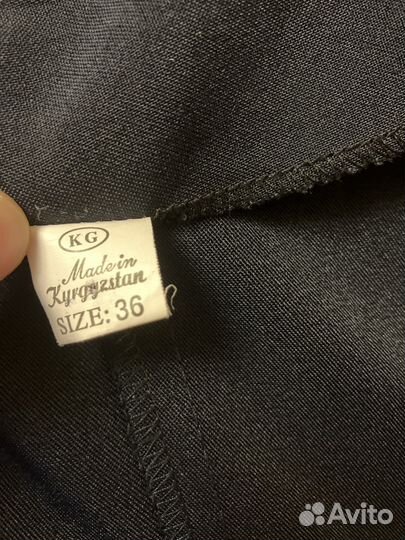 KG
Made in
Kyrgyzstan
SIZE: 36
Avito